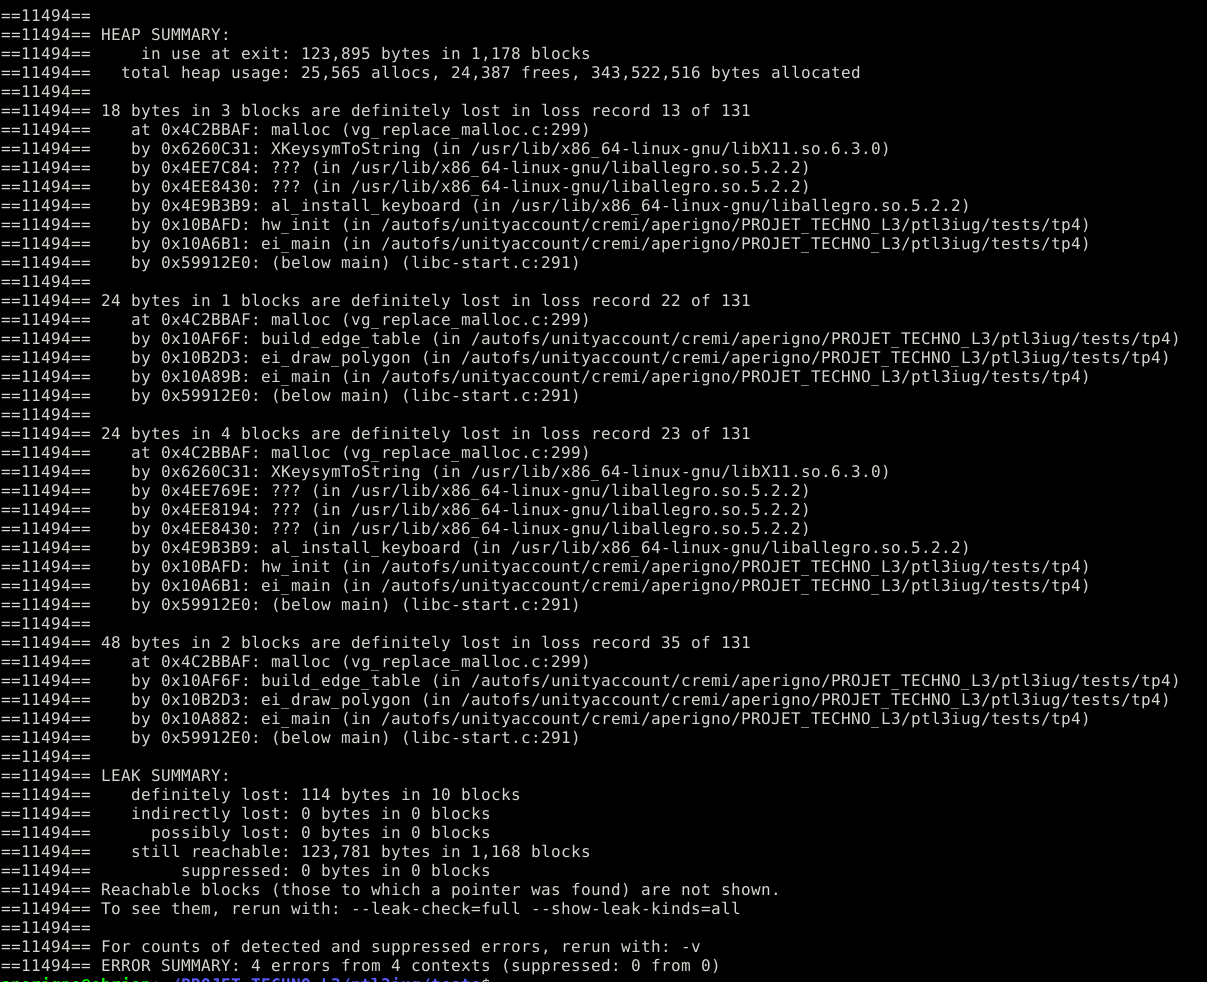 ==11494==
==11494== HEAP SUMMARY:
==11494==     in use at exit: 123,895 bytes in 1,178 blocks
==11494==   total heap usage: 25,565 allocs, 24,387 frees, 343,522,516 bytes allocated
==11494==
==11494== 18 bytes in 3 blocks are definitely lost in loss record 13 of 131
==11494==    at 0x4C2BBAF: malloc (vg_replace_malloc.c:299)
==11494==    by 0x6260C31: XKeysymToString (in /usr/lib/x86_64-linux-gnu/libX11.so.6.3.0)
==11494==    by 0x4EE7C84: ??? (in /usr/lib/x86_64-linux-gnu/liballegro.so.5.2.2)
==11494==    by 0x4EE8430: ??? (in /usr/lib/x86_64-linux-gnu/liballegro.so.5.2.2)
==11494==    by 0x4E9B3B9: al_install_keyboard (in /usr/lib/x86_64-linux-gnu/liballegro.so.5.2.2)
==11494==    by 0x10BAFD: hw_init (in /autofs/unityaccount/cremi/aperigno/PROJET_TECHNO_L3/ptl3iug/tests/tp4)
==11494==    by 0x10A6B1: ei_main (in /autofs/unityaccount/cremi/aperigno/PROJET_TECHNO_L3/ptl3iug/tests/tp4)
==11494==    by 0x59912E0: (below main) (libc-start.c:291)
==11494==
==11494== 24 bytes in 1 blocks are definitely lost in loss record 22 of 131
==11494==    at 0x4C2BBAF: malloc (vg_replace_malloc.c:299)
==11494==    by 0x10AF6F: build_edge_table (in /autofs/unityaccount/cremi/aperigno/PROJET_TECHNO_L3/ptl3iug/tests/tp4)
==11494==    by 0x10B2D3: ei_draw_polygon (in /autofs/unityaccount/cremi/aperigno/PROJET_TECHNO_L3/ptl3iug/tests/tp4)
==11494==    by 0x10A89B: ei_main (in /autofs/unityaccount/cremi/aperigno/PROJET_TECHNO_L3/ptl3iug/tests/tp4)
==11494==    by 0x59912E0: (below main) (libc-start.c:291)
==11494==
==11494== 24 bytes in 4 blocks are definitely lost in loss record 23 of 131
==11494==    at 0x4C2BBAF: malloc (vg_replace_malloc.c:299)
==11494==    by 0x6260C31: XKeysymToString (in /usr/lib/x86_64-linux-gnu/libX11.so.6.3.0)
==11494==    by 0x4EE769E: ??? (in /usr/lib/x86_64-linux-gnu/liballegro.so.5.2.2)
==11494==    by 0x4EE8194: ??? (in /usr/lib/x86_64-linux-gnu/liballegro.so.5.2.2)
==11494==    by 0x4EE8430: ??? (in /usr/lib/x86_64-linux-gnu/liballegro.so.5.2.2)
==11494==    by 0x4E9B3B9: al_install_keyboard (in /usr/lib/x86_64-linux-gnu/liballegro.so.5.2.2)
==11494==    by 0x10BAFD: hw_init (in /autofs/unityaccount/cremi/aperigno/PROJET_TECHNO_L3/ptl3iug/tests/tp4)
==11494==    by 0x10A6B1: ei_main (in /autofs/unityaccount/cremi/aperigno/PROJET_TECHNO_L3/ptl3iug/tests/tp4)
==11494==    by 0x59912E0: (below main) (libc-start.c:291)
==11494==
==11494== 48 bytes in 2 blocks are definitely lost in loss record 35 of 131
==11494==    at 0x4C2BBAF: malloc (vg_replace_malloc.c:299)
==11494==    by 0x10AF6F: build_edge_table (in /autofs/unityaccount/cremi/aperigno/PROJET_TECHNO_L3/ptl3iug/tests/tp4)
==11494==    by 0x10B2D3: ei_draw_polygon (in /autofs/unityaccount/cremi/aperigno/PROJET_TECHNO_L3/ptl3iug/tests/tp4)
==11494==    by 0x10A882: ei_main (in /autofs/unityaccount/cremi/aperigno/PROJET_TECHNO_L3/ptl3iug/tests/tp4)
==11494==    by 0x59912E0: (below main) (libc-start.c:291)
==11494==
==11494== LEAK SUMMARY:
==11494==    definitely lost: 114 bytes in 10 blocks
==11494==    indirectly lost: 0 bytes in 0 blocks
==11494==      possibly lost: 0 bytes in 0 blocks
==11494==    still reachable: 123,781 bytes in 1,168 blocks
==11494==         suppressed: 0 bytes in 0 blocks
==11494== Reachable blocks (those to which a pointer was found) are not shown.
==11494== To see them, rerun with: --leak-check=full --show-leak-kinds=all
==11494==
==11494== For counts of detected and suppressed errors, rerun with: -v
==11494== ERROR SUMMARY: 4 errors from 4 contexts (suppressed: 0 from 0)